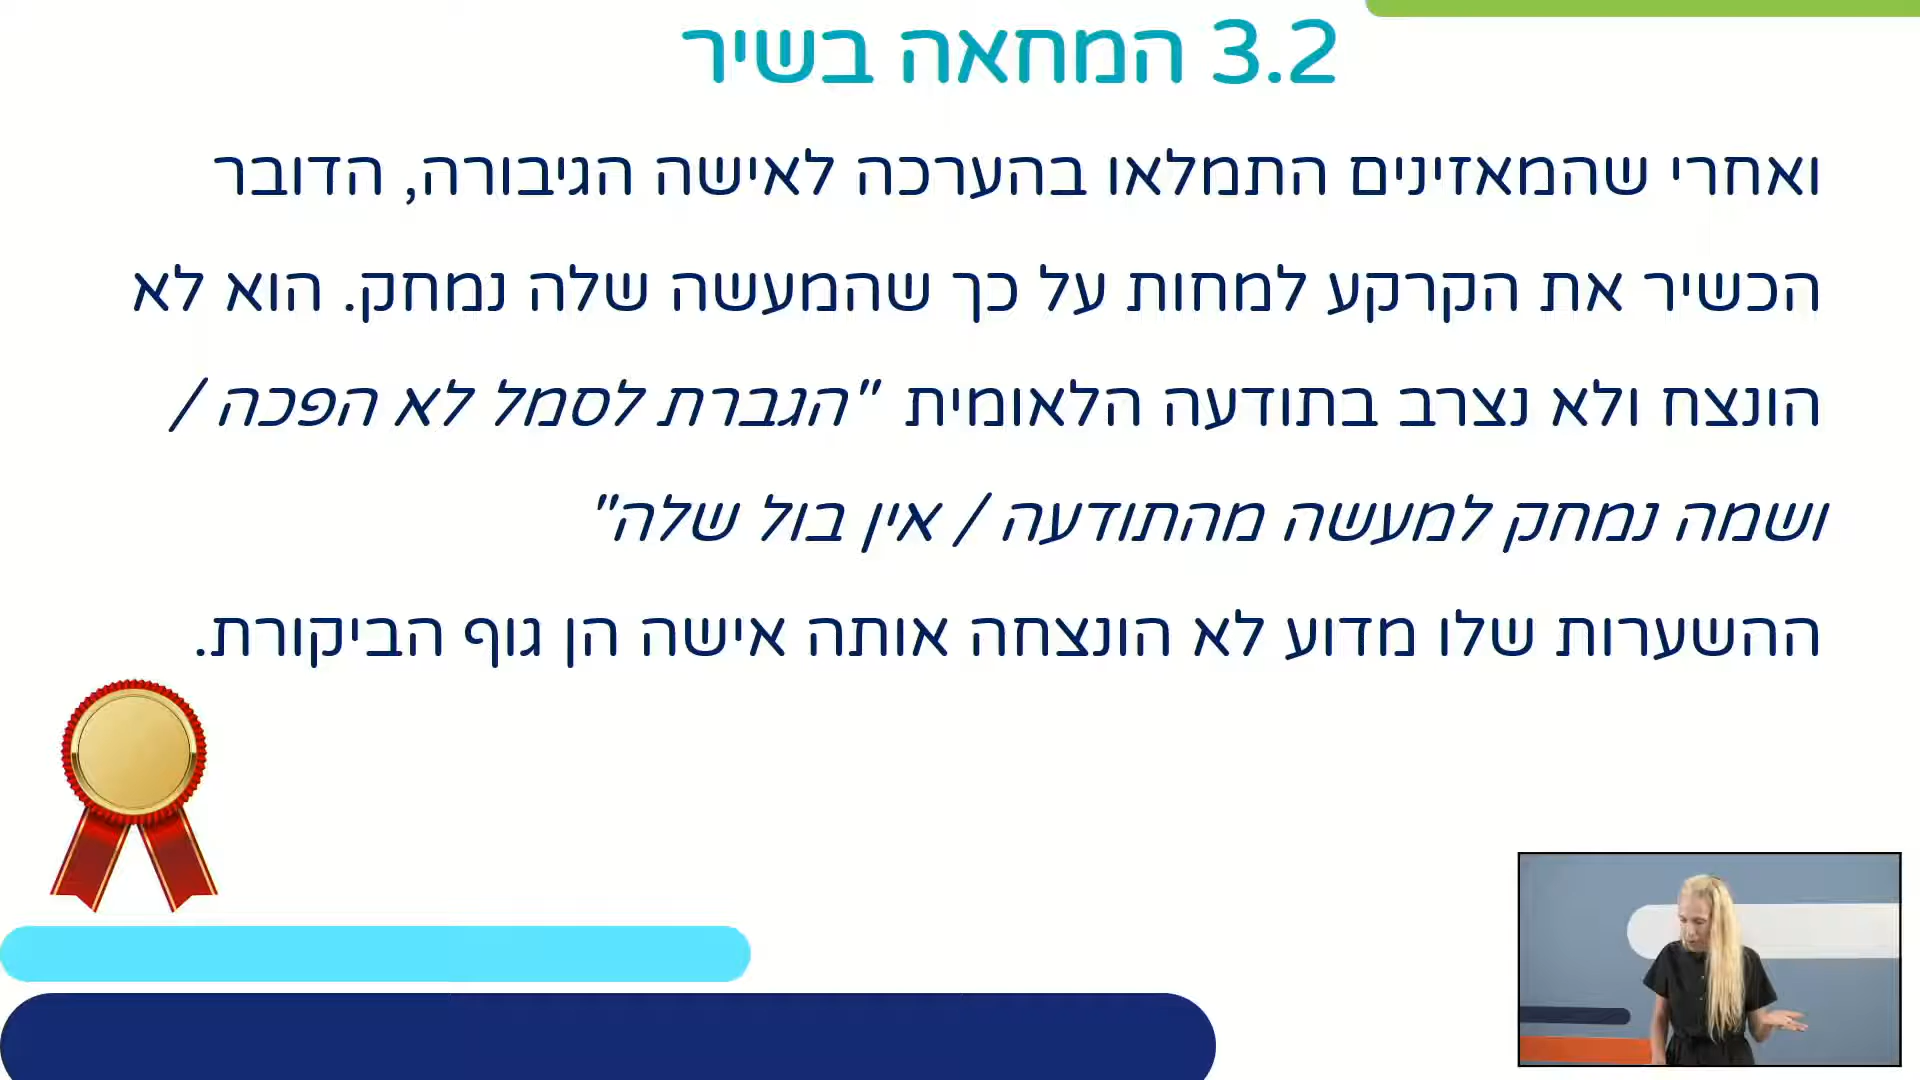 3.2 המחאה בשיר
ואחרי שהמאזינים התמלאו בהערכה לאישה הגיבורה, הדובר
הכשיר את הקרקע למחות על כך שהמעשה שלה נמחק. הוא לא
הונצח ולא נצרב בתודעה הלאומית "הגברת לסמל לא הפכה /
ושמה נמחק למעשה מהתודעה / אין בול שלה"
ההשערות שלו מדוע לא הונצחה אותה אישה הן גוף הביקורת.